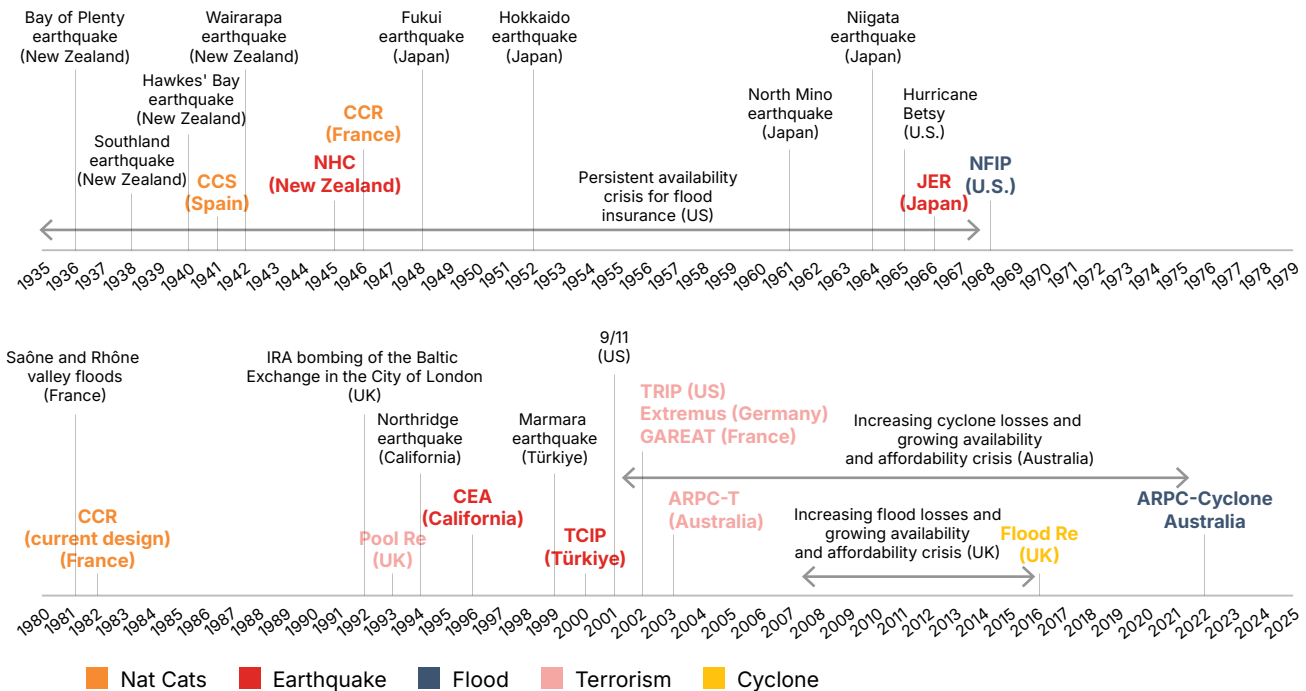 Bay of Plenty
earthquake
(New Zealand)
Wairarapa
earthquake
(New Zealand)
Fukui
earthquake
(Japan)
Hokkaido
earthquake
(Japan)
Niigata
earthquake
(Japan)
Hawkes' Bay
earthquake
(New Zealand)
Southland
earthquake
(New Zealand)
CCS
(Spain)
NHC
(New Zealand)
CCR
(France)
Persistent availability
crisis for flood
insurance (US)
North Mino
earthquake
(Japan)
Hurricane
Betsy
(U.S.)
JER
(Japan)
NFIP
(U.S.)
1935
1936
1937
1938
1939
1940
1941
1942
1943
1944
1945
1946
1947
1948
1949
1950
1951
1952
1953
1954
1955
1956
1957
1958
1959
1960
1961
1962
1963
1964
1965
1966
1967
1968
1969
1970
1971
1972
1973
1974
1975
1976
1977
1978
1979
Saône and Rhône
valley floods
(France)
CCR
(current design)
(France)
IRA bombing of the Baltic
Exchange in the City of London
(UK)
Pool Re
(UK)
Northridge
earthquake
(California)
CEA
(California)
Marmara
earthquake
(Türkiye)
TCIP
(Türkiye)
9/11
(US)
TRIP (US)
Extremus (Germany)
GAREAT (France)
ARPC-T
(Australia)
Increasing cyclone losses and
growing availability
and affordability crisis (Australia)
Increasing flood losses and
growing availability
and affordability crisis (UK)
Flood Re
(UK)
ARPC-Cyclone
Australia
1980
1981
1982
1983
1984
1985
1986
1987
1988
1989
1990
1991
1992
1993
1994
1995
1996
1997
1998
1999
2000
2001
2002
2003
2004
2005
2006
2007
2008
2009
2010
2011
2012
2013
2014
2015
2016
2017
2018
2019
2020
2021
2022
2023
2024
2025
Nat Cats
Earthquake
Flood
Terrorism
Cyclone